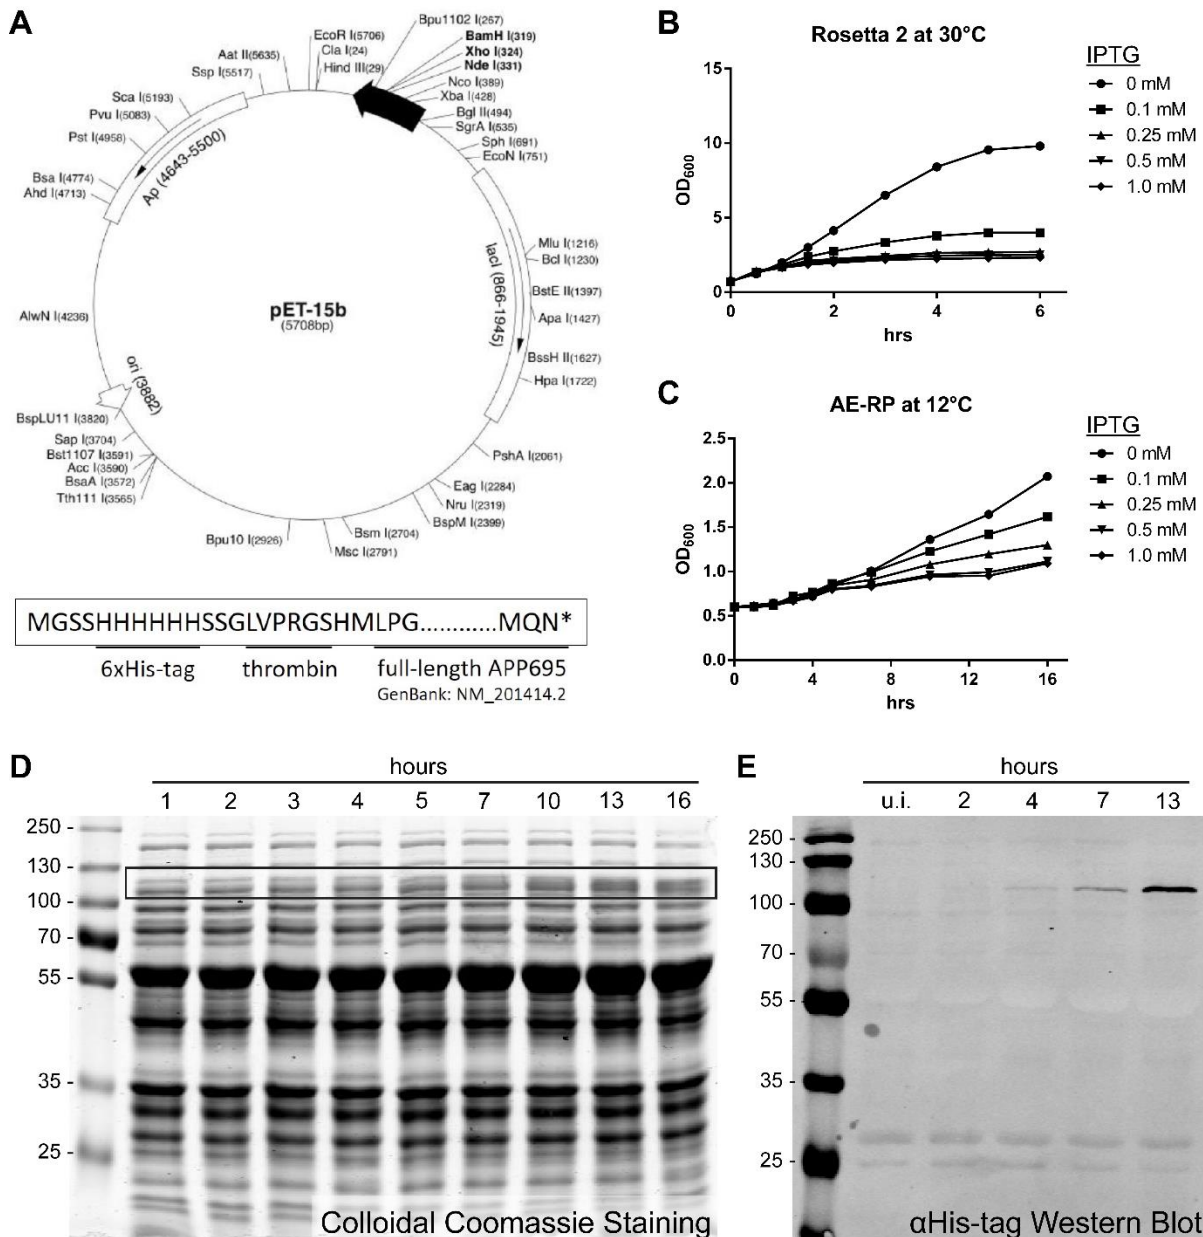 A
EcoR I(5706)
Cla I(24)
Hind III(29)
Bpu1102 I(267)
BamH I(319)
Xho I(324)
Nde I(331)
Nco I(389)
Xba I(428)
Bgl II(494)
SgrA I(535)
Sph I(691)
EcoN I(751)
Aat II(5635)
Ssp I(5517)
Sca I(5193)
Pvu I(5083)
Pst I(4958)
Bsa I(4774)
Ahd I(4713)
Ap (4643-5500)
lacI (866-1945)
Mlu I(1216)
Bcl I(1230)
BstE II(1397)
Apa I(1427)
BssH II(1627)
Hpa I(1722)
pET-15b
(5708bp)
AlwN I(4236)
ori (3882)
BspLU11 I(3820)
Sap I(3704)
Bst1107 I(3591)
Acc I(3590)
BsaA I(3572)
Tth111 I(3565)
PshA I(2061)
Eag I(2284)
Nru I(2319)
BspM I(2399)
Bsm I(2704)
Msc I(2791)
Bpu10 I(2926)
MGSSHHHHHHSSGLVPRGSHMLPG............MQN*
6xHis-tag thrombin full-length APP695
GenBank: NM_201414.2
B
Rosetta 2 at 30°C
IPTG
0 mM
0.1 mM
0.25 mM
0.5 mM
1.0 mM
OD600
15
10
5
0
0 2 4 6
hrs
C
AE-RP at 12°C
IPTG
0 mM
0.1 mM
0.25 mM
0.5 mM
1.0 mM
OD600
2.5
2.0
1.5
1.0
0.5
0.0
0 4 8 12 16
hrs
D
hours
1 2 3 4 5 7 10 13 16
250 -
130 -
100 -
70 -
55 -
35 -
25 -
Colloidal Coomassie Staining
E
hours
u.i. 2 4 7 13
250 -
130 -
100 -
70 -
55 -
35 -
25 -
αHis-tag Western Blot